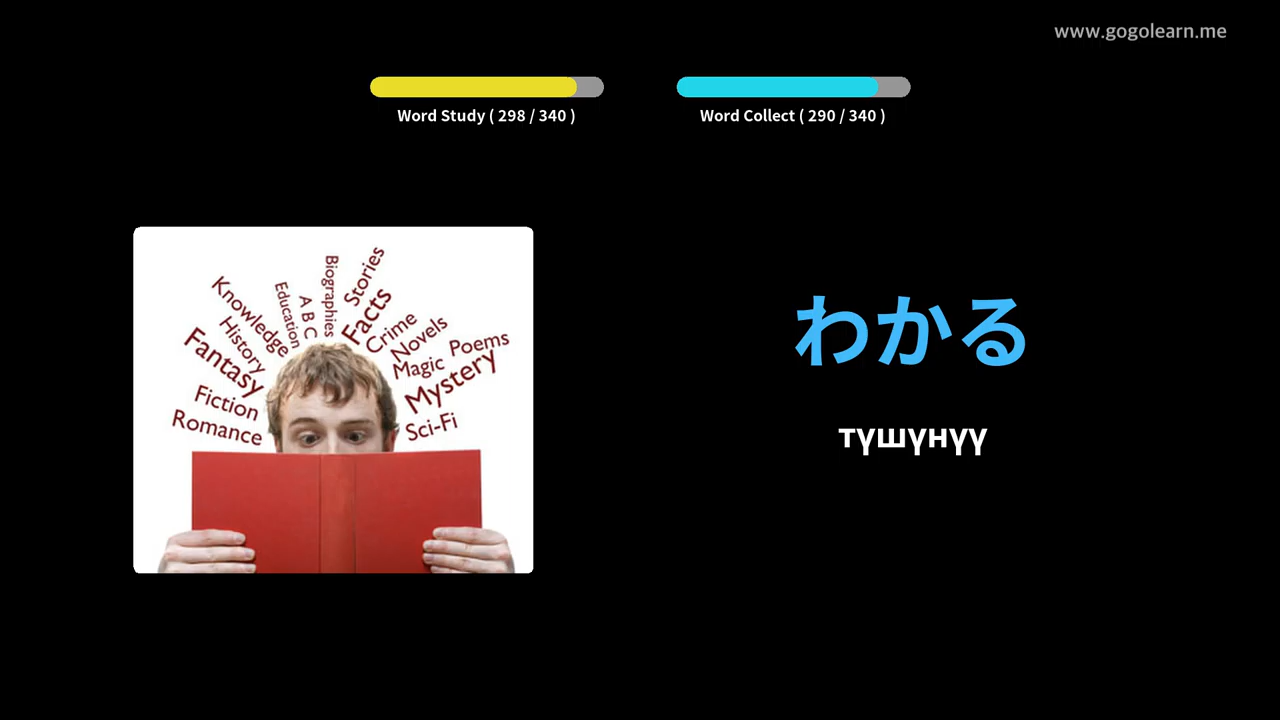 www.gogolearn.me
Word Study ( 298 / 340 )
Word Collect ( 290 / 340 )
Biographies
Stories
Education
A B C
Facts
Knowledge
Crime
History
Novels
Poems
Fantasy
Magic
Mystery
Fiction
Romance
Sci-Fi
わかる
түшүнүү